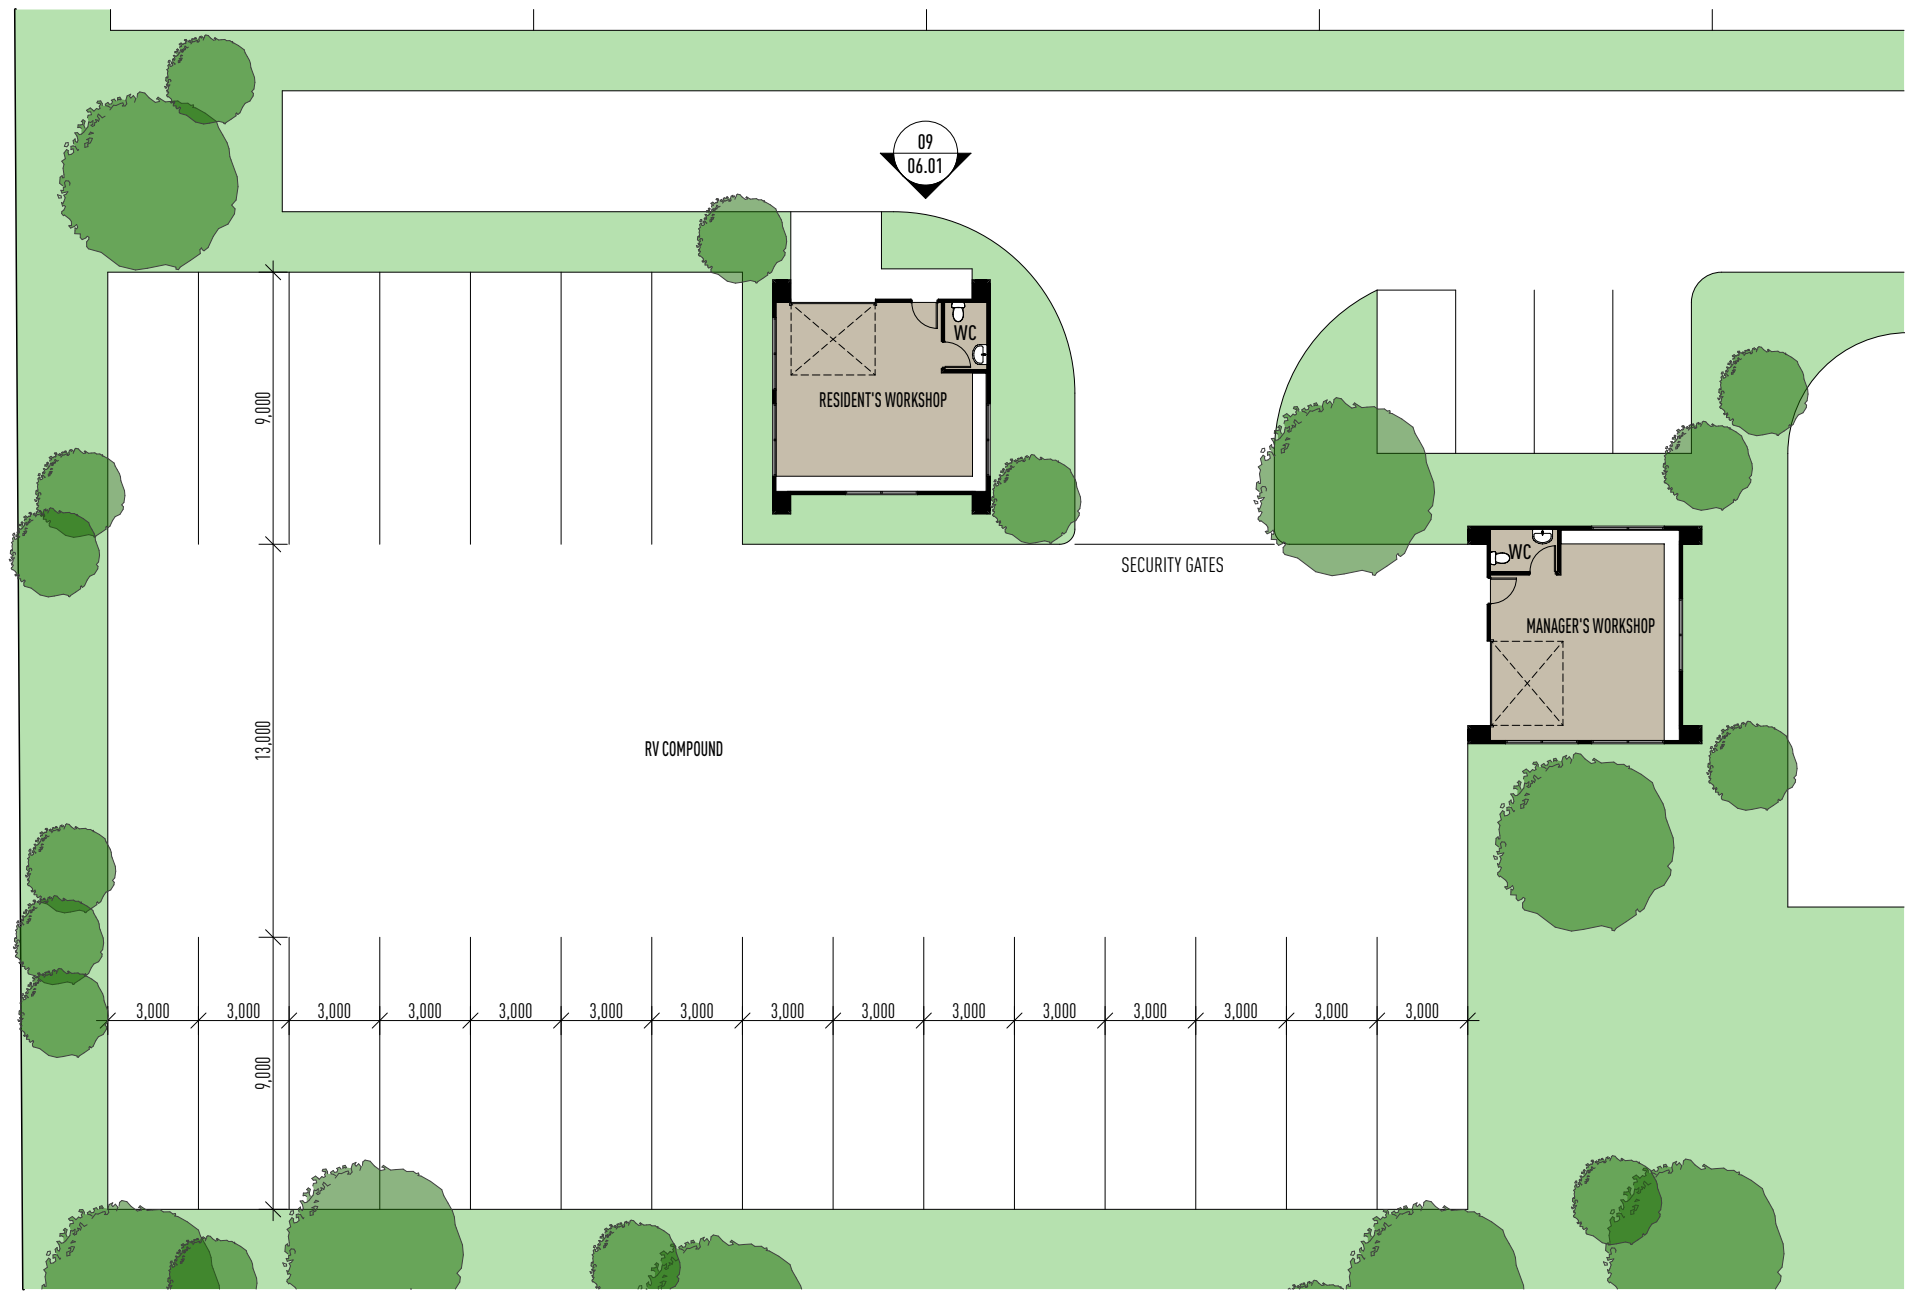 09
06.01
WC
RESIDENT'S WORKSHOP
9,000
SECURITY GATES
WC
MANAGER'S WORKSHOP
13,000
RV COMPOUND
3,000 3,000 3,000 3,000 3,000 3,000 3,000 3,000 3,000 3,000 3,000 3,000 3,000 3,000 3,000
9,000